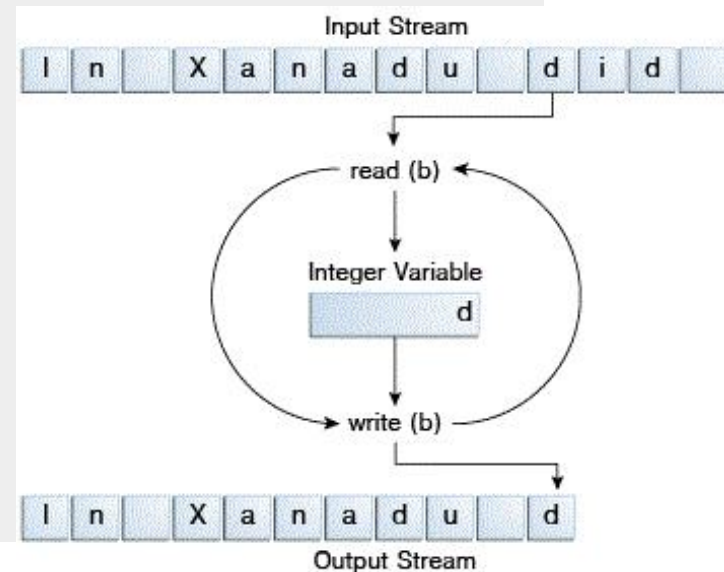 Input Stream
I n X a n a d u d i d
read (b)
Integer Variable
d
write (b)
I n X a n a d u d
Output Stream